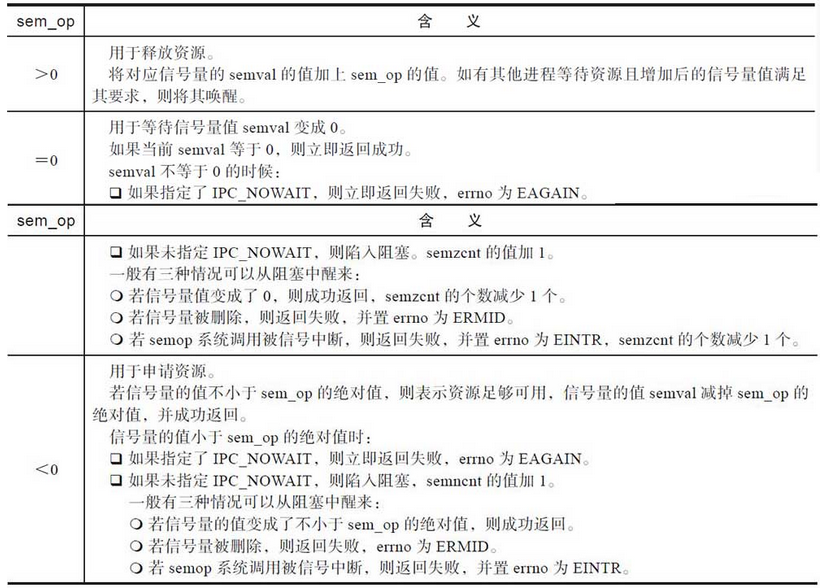 sem_op 含 义
>0
用于释放资源。
将对应信号量的 semval 的值加上 sem_op 的值。如有其他进程等待资源且增加后的信号量值满足
其要求，则将其唤醒。
=0
用于等待信号量值 semval 变成 0。
如果当前 semval 等于 0，则立即返回成功。
semval 不等于 0 的时候：
❑ 如果指定了 IPC_NOWAIT，则立即返回失败，errno 为 EAGAIN。
sem_op 含 义
❑ 如果未指定 IPC_NOWAIT，则陷入阻塞。semzcnt 的值加 1。
一般有三种情况可以从阻塞中醒来：
❍ 若信号量值变成了 0，则成功返回，semzcnt 的个数减少 1 个。
❍ 若信号量被删除，则返回失败，并置 errno 为 ERMID。
❍ 若 semop 系统调用被信号中断，则返回失败，并置 errno 为 EINTR，semzcnt 的个数减少 1 个。
<0
用于申请资源。
若信号量的值不小于 sem_op 的绝对值，则表示资源足够可用，信号量的值 semval 减掉 sem_op 的
绝对值，并成功返回。
信号量的值小于 sem_op 的绝对值时：
❑ 如果指定了 IPC_NOWAIT，则立即返回失败，errno 为 EAGAIN。
❑ 如果未指定 IPC_NOWAIT，则陷入阻塞，semncnt 的值加 1。
一般有三种情况可以从阻塞中醒来：
❍ 若信号量的值变成了不小于 sem_op 的绝对值，则成功返回。
❍ 若信号量被删除，则返回失败，errno 为 ERMID。
❍ 若 semop 系统调用被信号中断，则返回失败，并置 errno 为 EINTR。